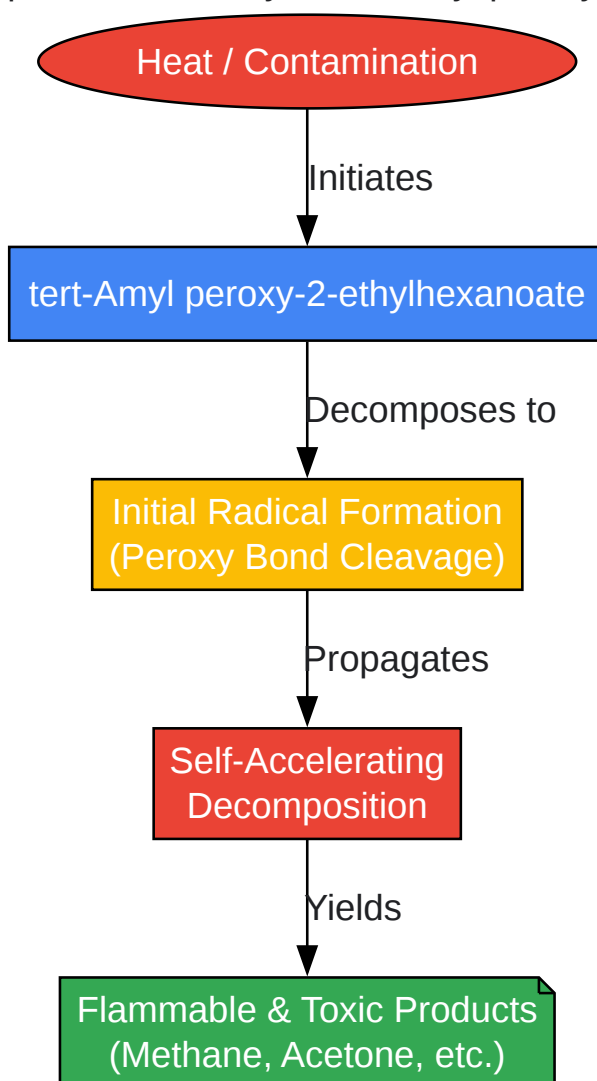 Heat / Contamination
Initiates
tert-Amyl peroxy-2-ethylhexanoate
Decomposes to
Initial Radical Formation
(Peroxy Bond Cleavage)
Propagates
Self-Accelerating
Decomposition
Yields
Flammable & Toxic Products
(Methane, Acetone, etc.)